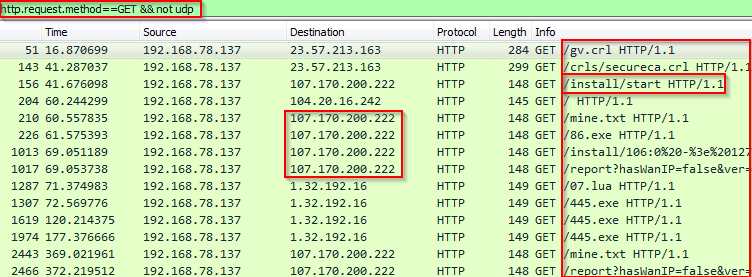 http.request.method==GET && not udp
Time Source Destination Protocol Length Info
51 16.870699 192.168.78.137 23.57.213.163 HTTP 284 GET /gv.crl HTTP/1.1
143 41.287037 192.168.78.137 23.57.213.163 HTTP 299 GET /crls/secureca.crl HTTP/1.1
156 41.676098 192.168.78.137 107.170.200.222 HTTP 148 GET /install/start HTTP/1.1
204 60.244299 192.168.78.137 104.20.16.242 HTTP 145 GET / HTTP/1.1
210 60.557835 192.168.78.137 107.170.200.222 HTTP 148 GET /mine.txt HTTP/1.1
226 61.575393 192.168.78.137 107.170.200.222 HTTP 148 GET /86.exe HTTP/1.1
1013 69.051189 192.168.78.137 107.170.200.222 HTTP 148 GET /install/106:0%20-%3e%20127
1017 69.053738 192.168.78.137 107.170.200.222 HTTP 148 GET /report?hasWanIP=false&ver=
1287 71.374983 192.168.78.137 1.32.192.16 HTTP 149 GET /07.lua HTTP/1.1
1307 72.569776 192.168.78.137 1.32.192.16 HTTP 149 GET /445.exe HTTP/1.1
1619 120.214375 192.168.78.137 1.32.192.16 HTTP 149 GET /445.exe HTTP/1.1
1974 177.376666 192.168.78.137 1.32.192.16 HTTP 149 GET /445.exe HTTP/1.1
2443 369.021961 192.168.78.137 107.170.200.222 HTTP 148 GET /mine.txt HTTP/1.1
2466 372.219512 192.168.78.137 107.170.200.222 HTTP 148 GET /report?hasWanIP=false&ver=